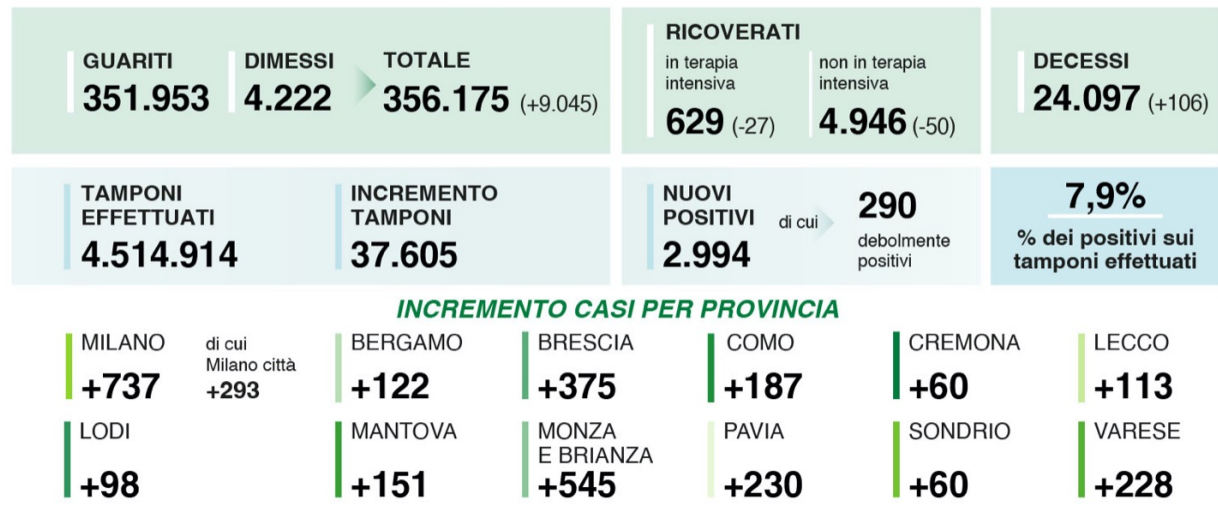 GUARITI
351.953
DIMESSI
4.222
TOTALE
356.175 (+9.045)
RICOVERATI
in terapia
intensiva
629 (-27)
non in terapia
intensiva
4.946 (-50)
DECESSI
24.097 (+106)
TAMPONI
EFFETTUATI
4.514.914
INCREMENTO
TAMPONI
37.605
NUOVI
POSITIVI
2.994
di cui
290
debolmente
positivi
7,9%
% dei positivi sui
tamponi effettuati
INCREMENTO CASI PER PROVINCIA
MILANO
+737
di cui
Milano città
+293
BERGAMO
+122
BRESCIA
+375
COMO
+187
CREMONA
+60
LECCO
+113
LODI
+98
MANTOVA
+151
MONZA
E BRIANZA
+545
PAVIA
+230
SONDRIO
+60
VARESE
+228